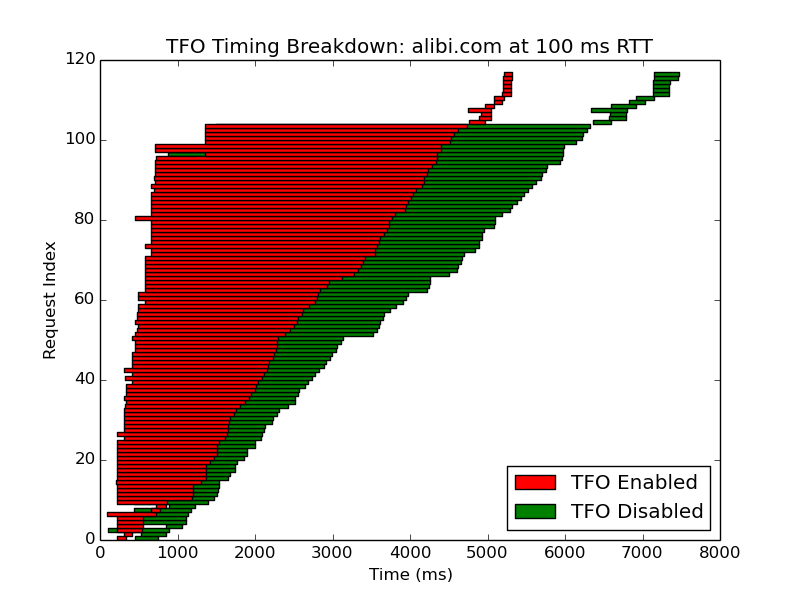 TFO Timing Breakdown: alibi.com at 100 ms RTT
120
100
80
60
40
20
0
Request Index
TFO Enabled
TFO Disabled
0 1000 2000 3000 4000 5000 6000 7000 8000
Time (ms)